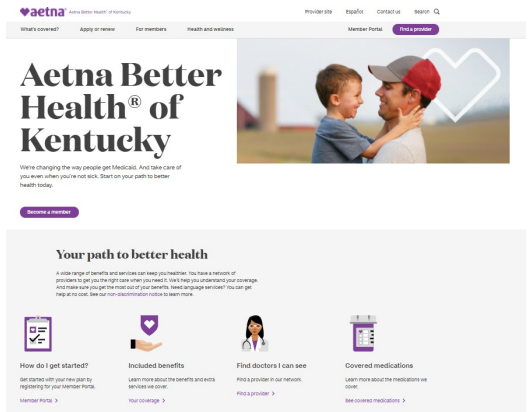 aetna Aetna Better Health® of Kentucky
Provider site Español Contact us Search
What's covered? Apply or renew For members Health and wellness Member Portal Find a provider
Aetna Better
Health® of
Kentucky
We're changing the way people get Medicaid. And take care of
you even when you're not sick. Start on your path to better
health today.
Become a member
Your path to better health
A wide range of benefits and services can keep you healthier. You have a network of
providers to get you the right care when you need it. We'll help you understand your coverage.
And make sure you get the most out of your benefits. Need language services? You can get
help at no cost. See our non-discrimination notice to learn more.
How do I get started?
Get started with your new plan by
registering for your Member Portal.
Member Portal >
Included benefits
Learn more about the benefits and extra
services we cover.
Your coverage >
Find doctors I can see
Find a provider in our network.
Find a provider >
Covered medications
Learn more about the medications we
cover.
See covered medications >